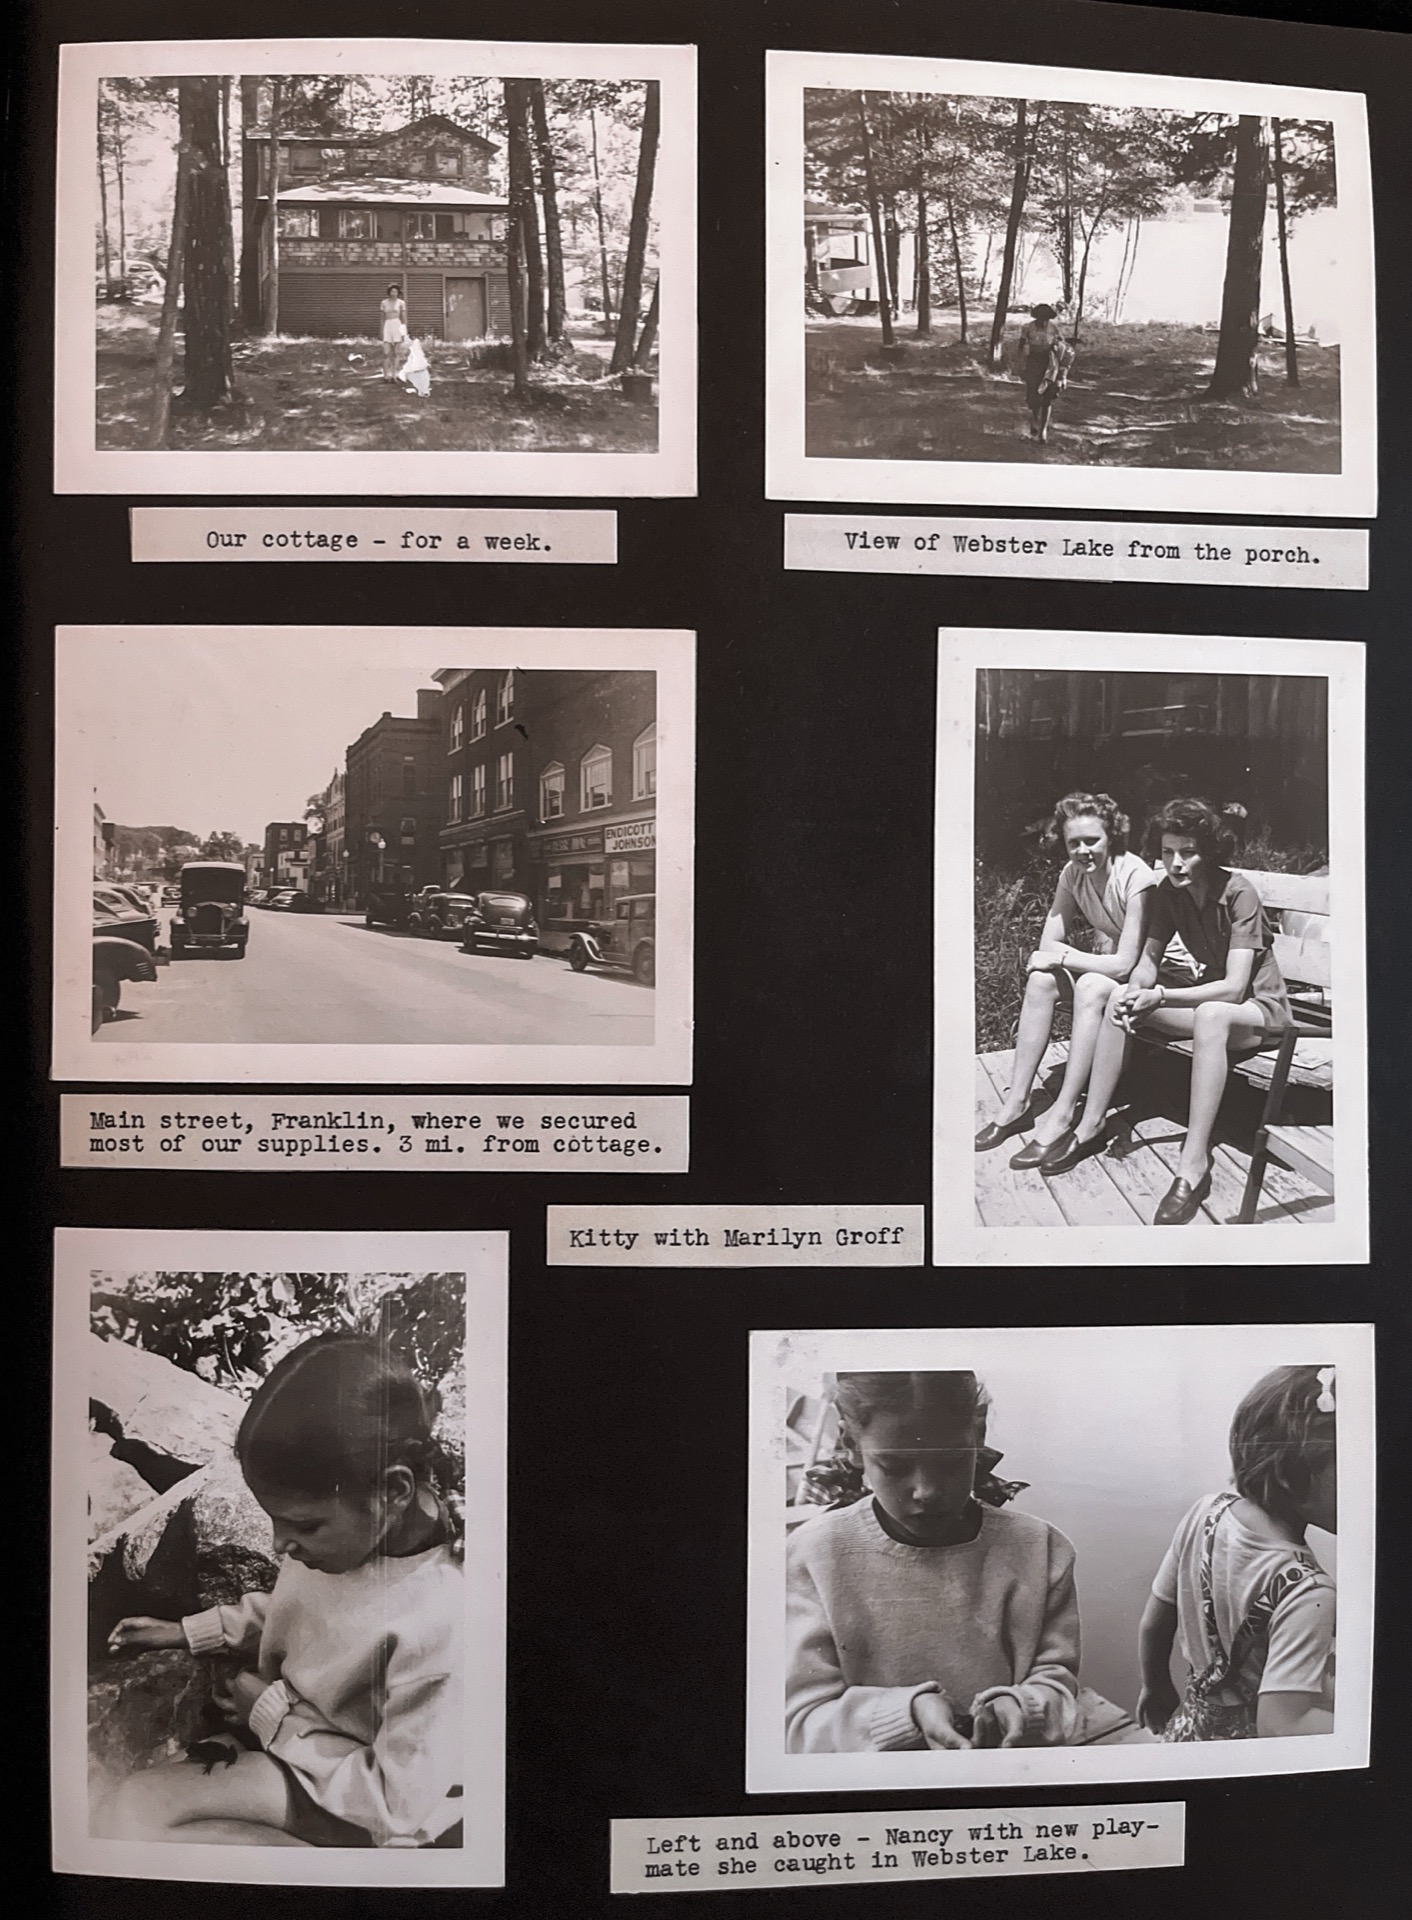 Our cottage - for a week.
View of Webster Lake from the porch.
ENDICOTT
JOHNSON
Main street, Franklin, where we secured
most of our supplies. 3 mi. from cottage.
Kitty with Marilyn Groff
Left and above - Nancy with new play-
mate she caught in Webster Lake.